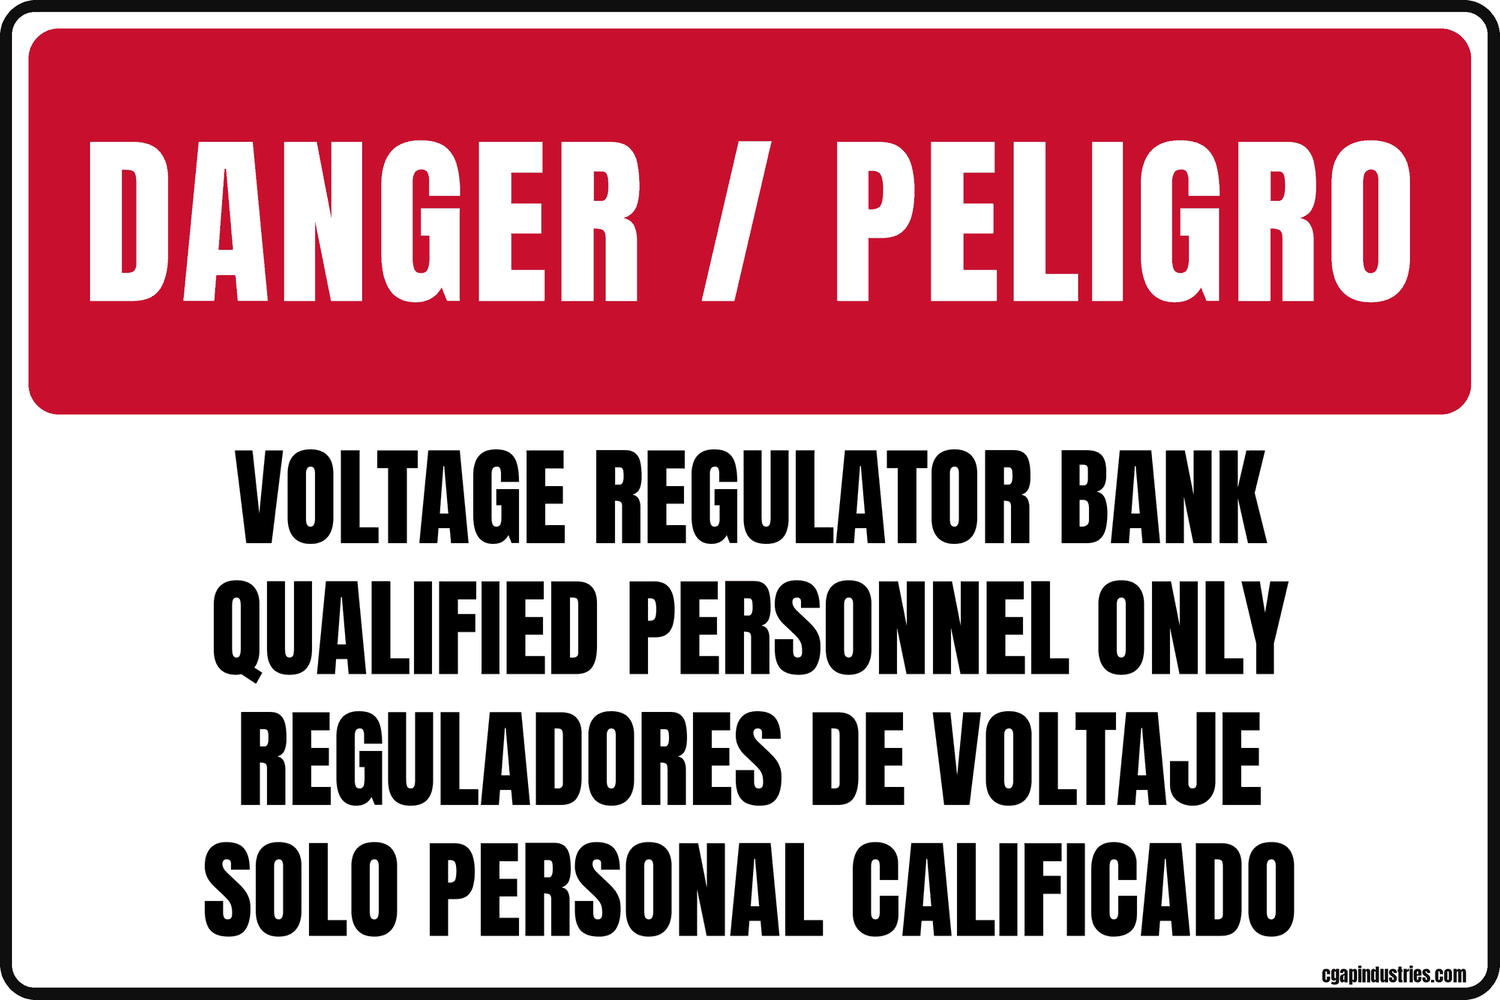 DANGER / PELIGRO
VOLTAGE REGULATOR BANK
QUALIFIED PERSONNEL ONLY
REGULADORES DE VOLTAJE
SOLO PERSONAL CALIFICADO
cgapindustries.com